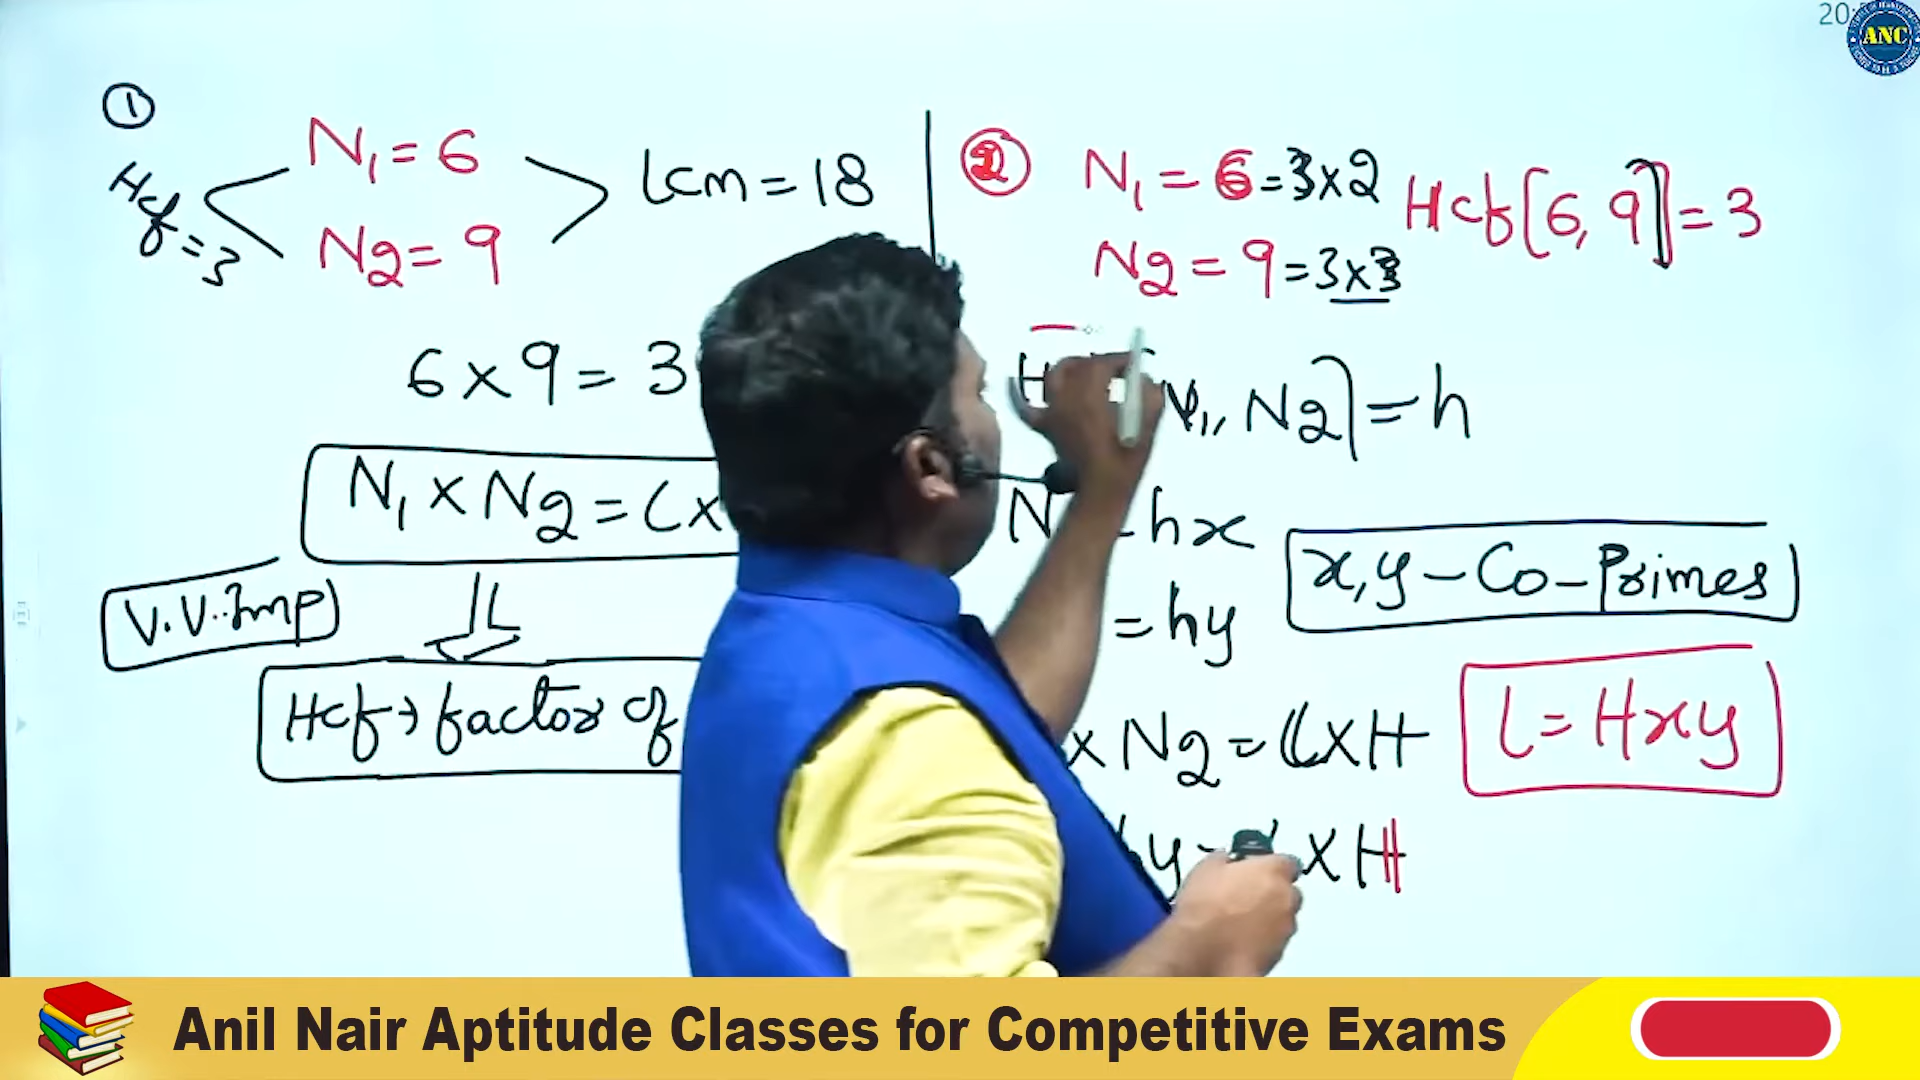 20
ANC
①
Hcf = 3
N₁ = 6
N2 = 9
Lcm = 18
6 x 9 = 3
N₁ x N2 = L x
V.V.Imp
Hcf → factor of
②
N₁ = 6 = 3 x 2
N2 = 9 = 3 x 3
Hcf [6, 9] = 3
H
N₁, N2] = h
N = hx
= hy
x, y - Co-Primes
x N2 = L x H
L = Hxy
y = L x H
Anil Nair Aptitude Classes for Competitive Exams